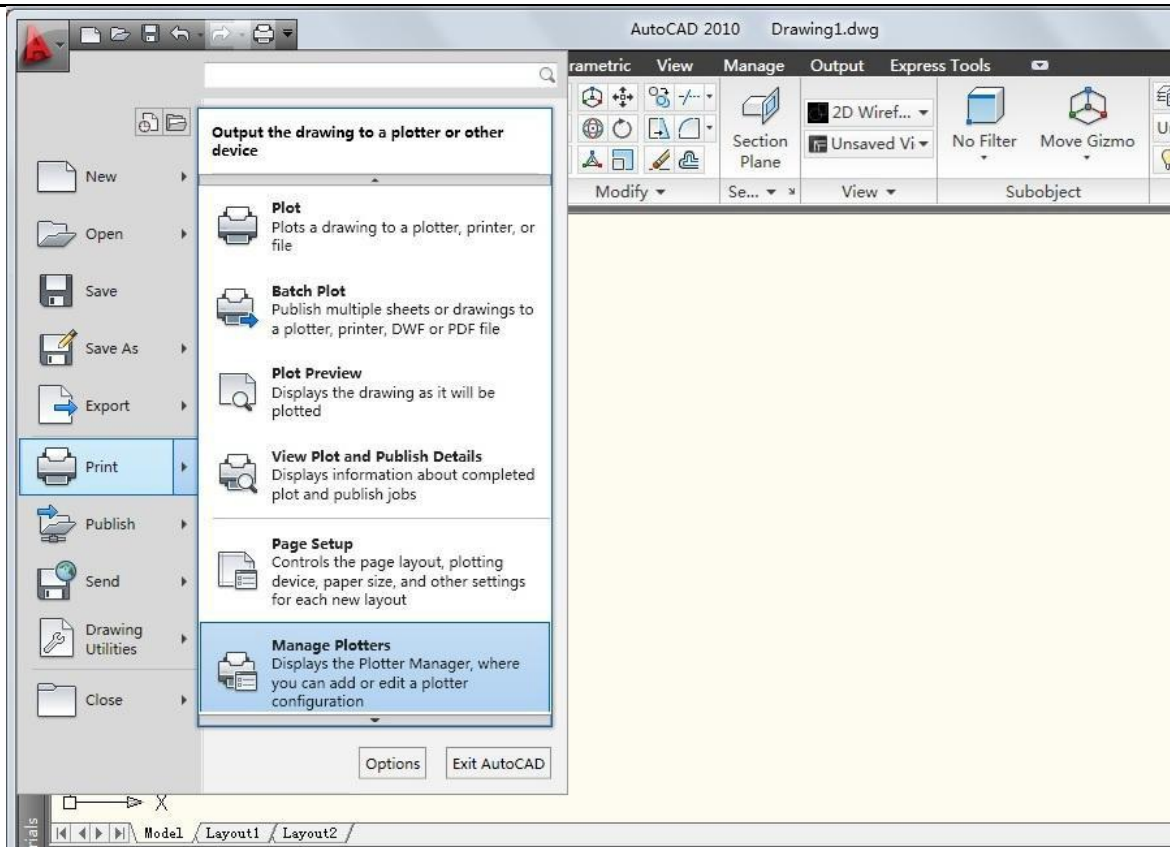 AutoCAD 2010 Drawing1.dwg
rametric View Manage Output Express Tools
Output the drawing to a plotter or other
device
New
Open
Save
Save As
Export
Print
Publish
Send
Drawing
Utilities
Close
Plot
Plots a drawing to a plotter, printer, or
file
Batch Plot
Publish multiple sheets or drawings to
a plotter, printer, DWF or PDF file
Plot Preview
Displays the drawing as it will be
plotted
View Plot and Publish Details
Displays information about completed
plot and publish jobs
Page Setup
Controls the page layout, plotting
device, paper size, and other settings
for each new layout
Manage Plotters
Displays the Plotter Manager, where
you can add or edit a plotter
configuration
Options Exit AutoCAD
Section
Plane
2D Wiref...
Unsaved Vi
No Filter
Move Gizmo
Modify Se... View Subobject
X
Model Layout1 Layout2